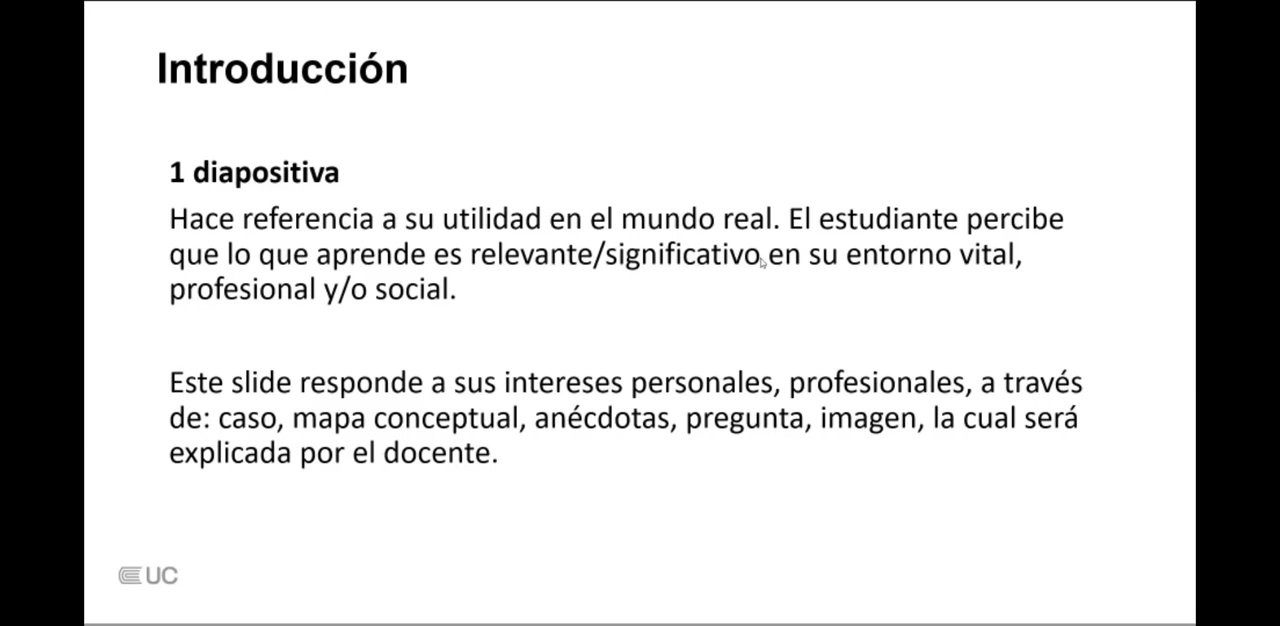 Introducción
1 diapositiva
Hace referencia a su utilidad en el mundo real. El estudiante percibe
que lo que aprende es relevante/significativo en su entorno vital,
profesional y/o social.
Este slide responde a sus intereses personales, profesionales, a través
de: caso, mapa conceptual, anécdotas, pregunta, imagen, la cual será
explicada por el docente.
UC